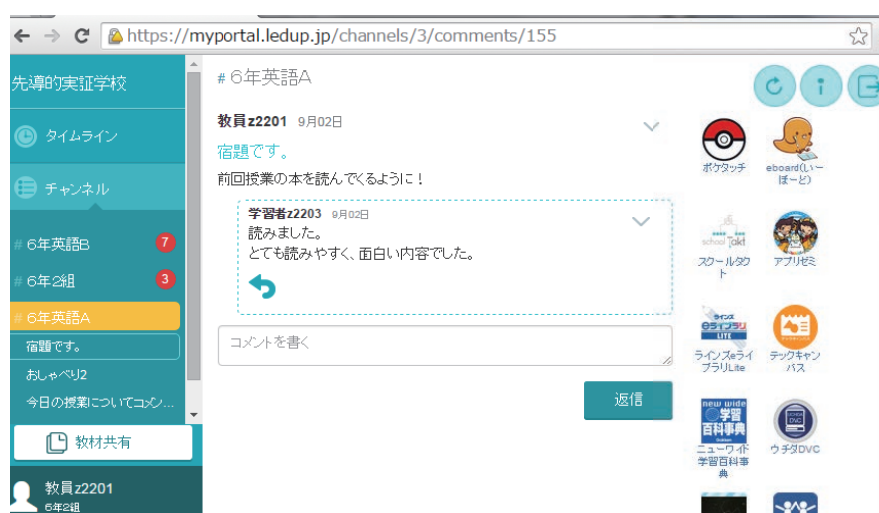 https://myportal.ledup.jp/channels/3/comments/155
先導的実証学校
タイムライン
チャンネル
# 6年英語B 7
# 6年2組 3
# 6年英語A
宿題です。
おしゃべり2
今日の授業についてコメン...
教材共有
教員z2201
6年2組
# 6年英語A
教員z2201 9月02日
宿題です。
前回授業の本を読んでくるように！
学習者z2203 9月02日
読みました。
とても読みやすく、面白い内容でした。
コメントを書く
返信
ポケタッチ
eboard(いー
ぼーど)
school Takt
スクールタク
ト
アプリゼミ
ラインズ
eライブラリ
LITE
ラインズeライ
ブラリLite
テックキャン
バス
new wide
学習
百科事典
ニューワイド
学習百科事
典
DVC
ウチダDVC